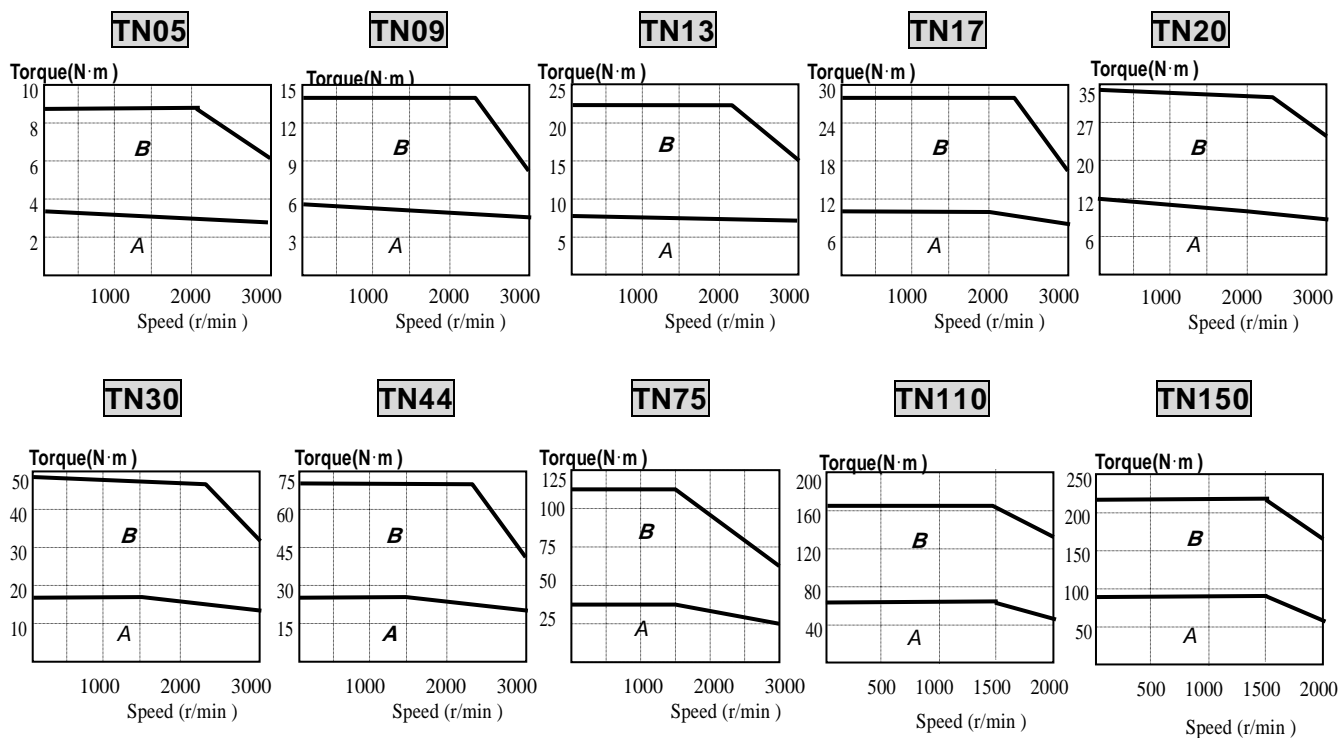 TN05 TN09 TN13 TN17 TN20
Torque(N·m) Torque(N·m) Torque(N·m) Torque(N·m) Torque(N·m)
10 15 25 30 35
8 12 20 24 27
B B B B B
6 9 15 18 20
4 6 10 12 12
2 3 5 6 6
A A A A A
1000 2000 3000 1000 2000 3000 1000 2000 3000 1000 2000 3000 1000 2000 3000
Speed (r/min ) Speed (r/min ) Speed (r/min ) Speed (r/min ) Speed (r/min )
TN30 TN44 TN75 TN110 TN150
Torque(N·m) Torque(N·m) Torque(N·m) Torque(N·m) Torque(N·m)
50 75 125 200 250
40 60 100 160 200
B B B B B
30 45 75 120 150
20 30 50 80 100
10 15 25 40 50
A A A A A
1000 2000 3000 1000 2000 3000 1000 2000 3000 500 1000 1500 2000 500 1000 1500 2000
Speed (r/min ) Speed (r/min ) Speed (r/min ) Speed (r/min ) Speed (r/min )